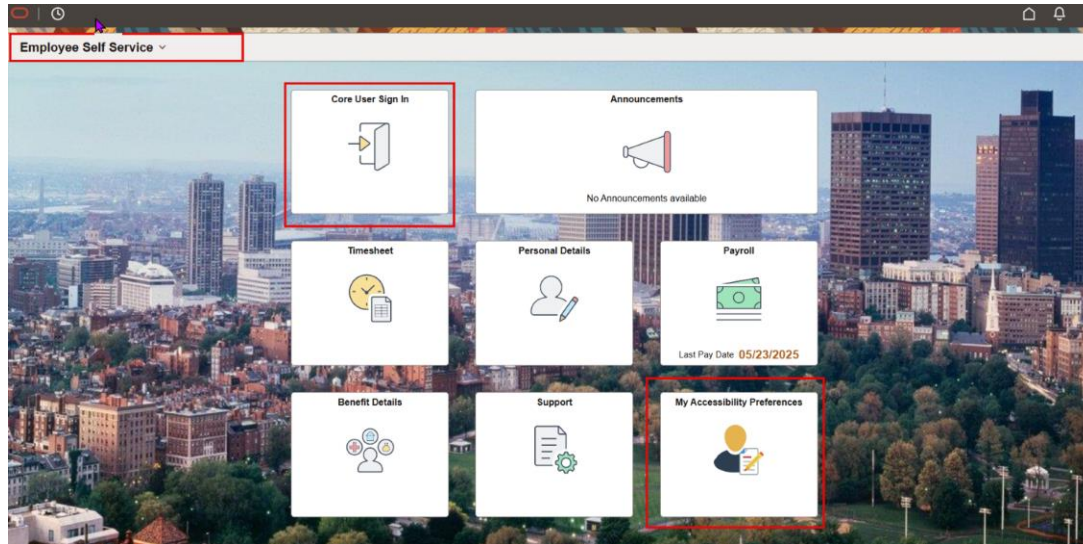 Employee Self Service
Core User Sign In
Announcements
No Announcements available
Timesheet
Personal Details
Payroll
Last Pay Date 05/23/2025
Benefit Details
Support
My Accessibility Preferences